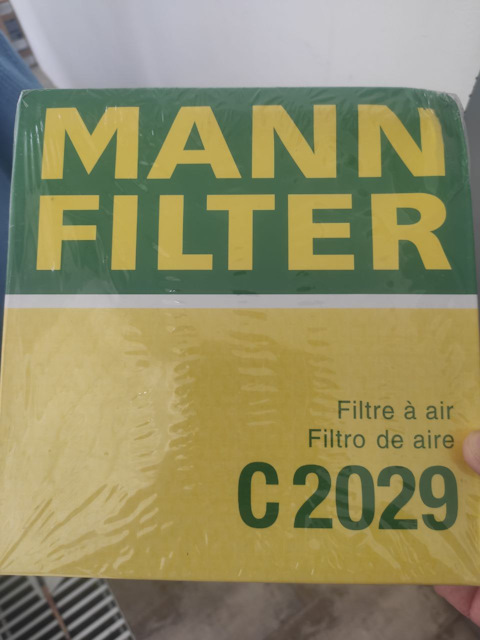 MANN
FILTER
Filtre à air
Filtro de aire
C 2029